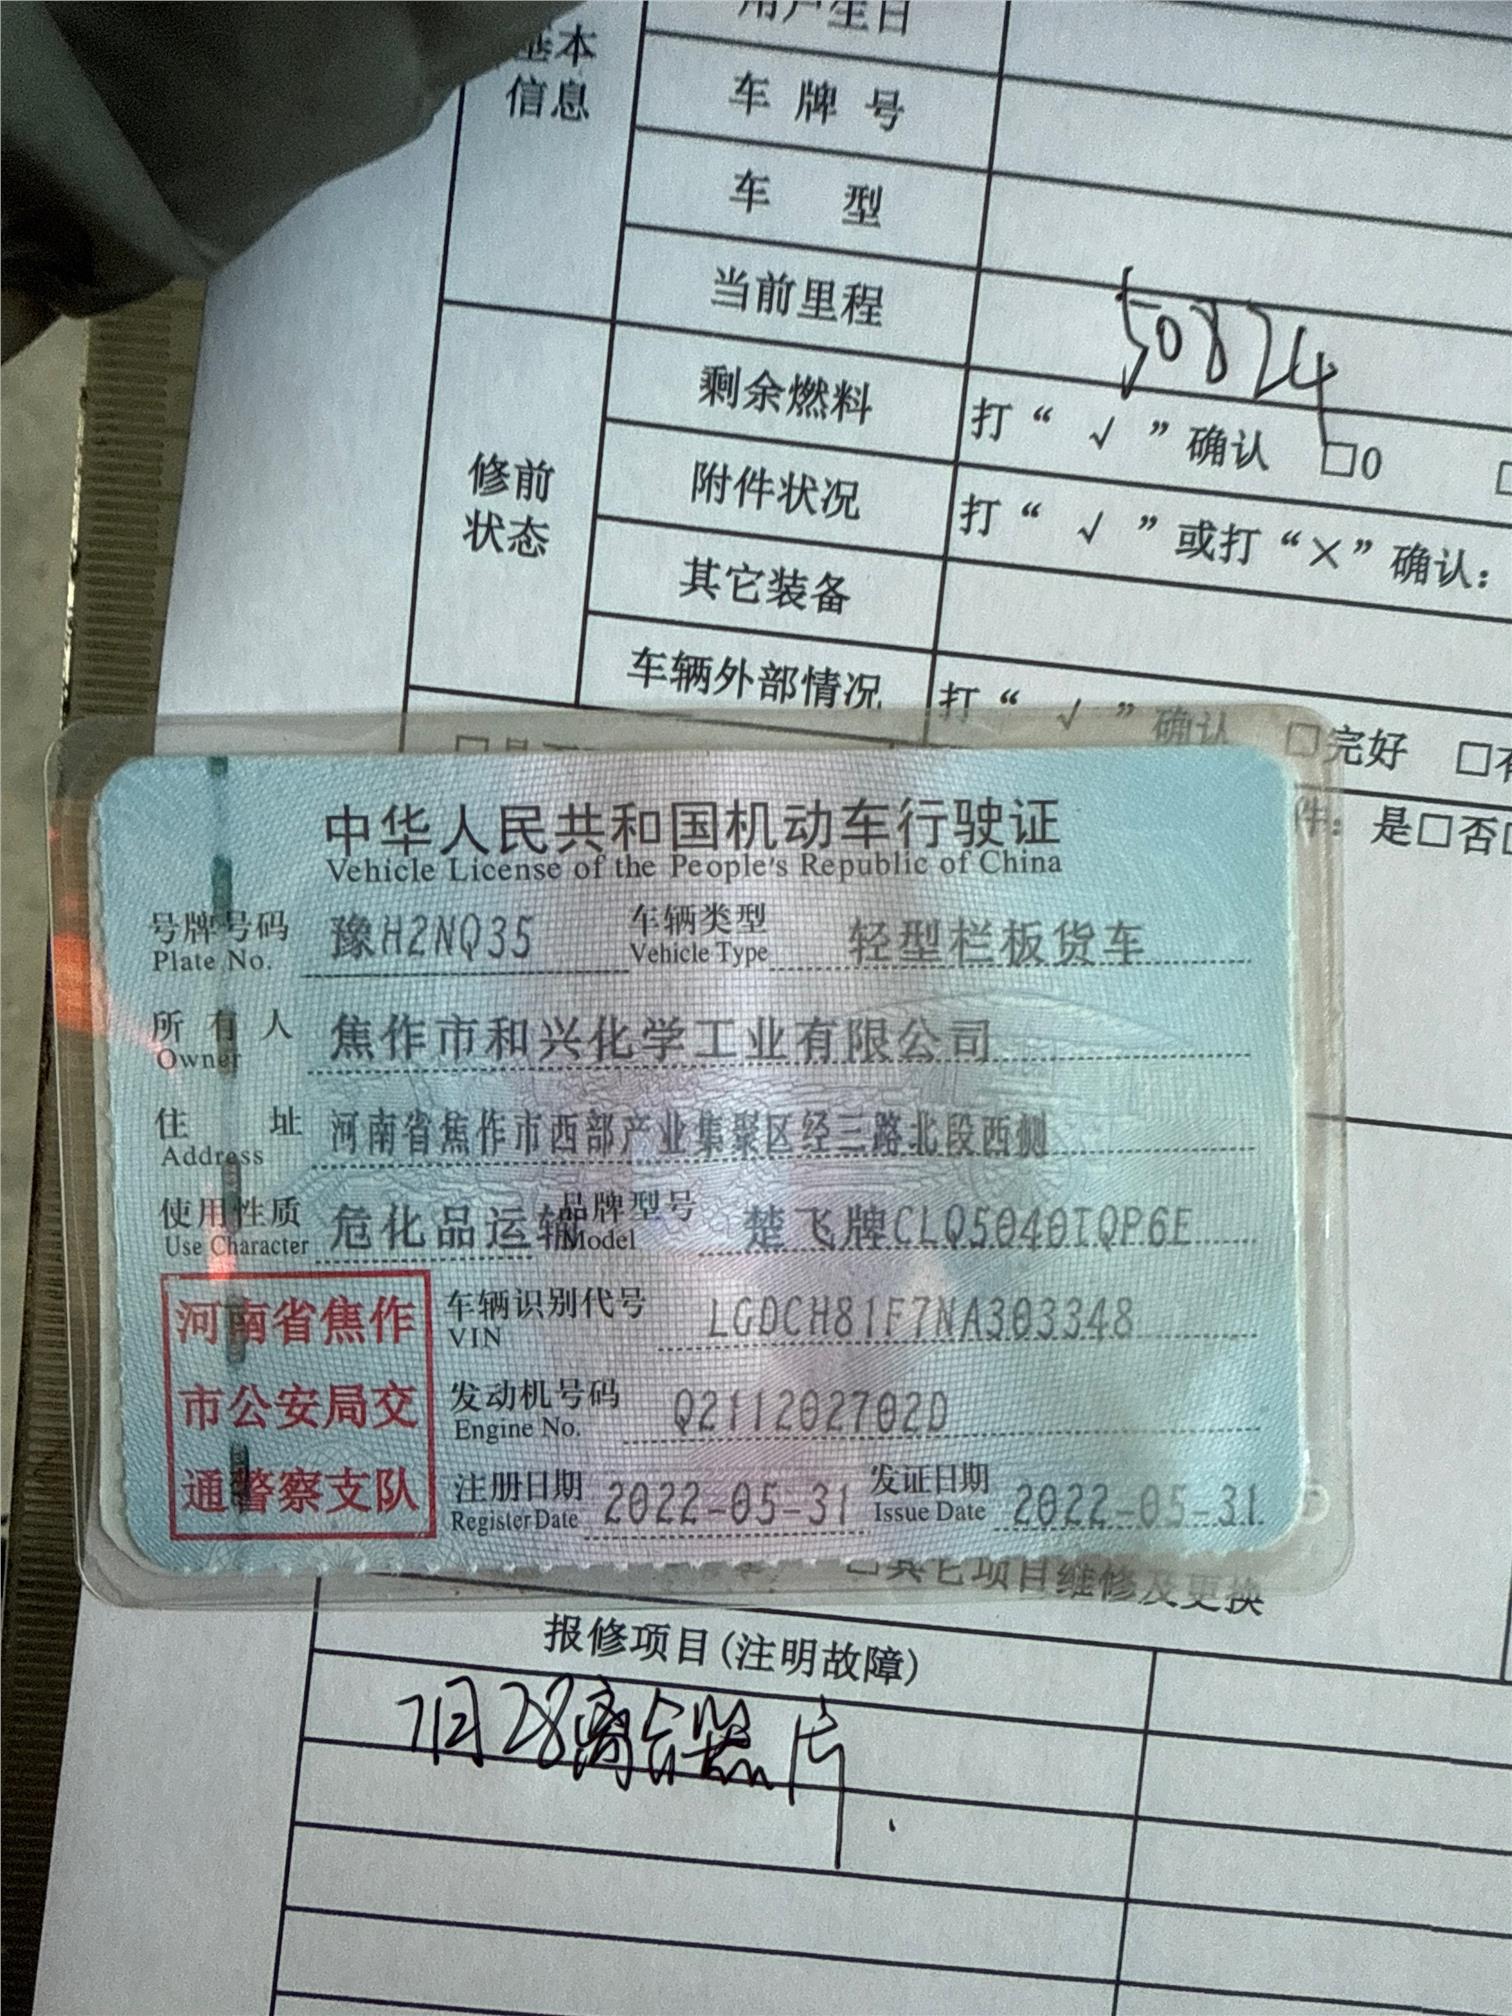 基本
信息
用户生日
车牌号
车 型
修前
状态
当前里程 50824
剩余燃料 打“√”确认 □0
附件状况 打“√”或打“×”确认：
其它装备
车辆外部情况 打“√”确认 □完好 □有
件： 是□否□
中华人民共和国机动车行驶证
Vehicle License of the People's Republic of China
号牌号码 豫H2NQ35 车辆类型 轻型栏板货车
Plate No. Vehicle Type
所有人 焦作市和兴化学工业有限公司
Owner
住址 河南省焦作市西部产业集聚区经三路北段西侧
Address
使用性质 危化品运输 品牌型号 楚飞牌CLQ5040TQP6E
Use Character Model
河南省焦作
市公安局交
通警察支队
车辆识别代号 LGDCH81F7NA303348
VIN
发动机号码 Q211202702D
Engine No.
注册日期 2022-05-31 发证日期 2022-05-31
Register Date Issue Date
□其它项目维修及更换
报修项目(注明故障)
7月28离合器片